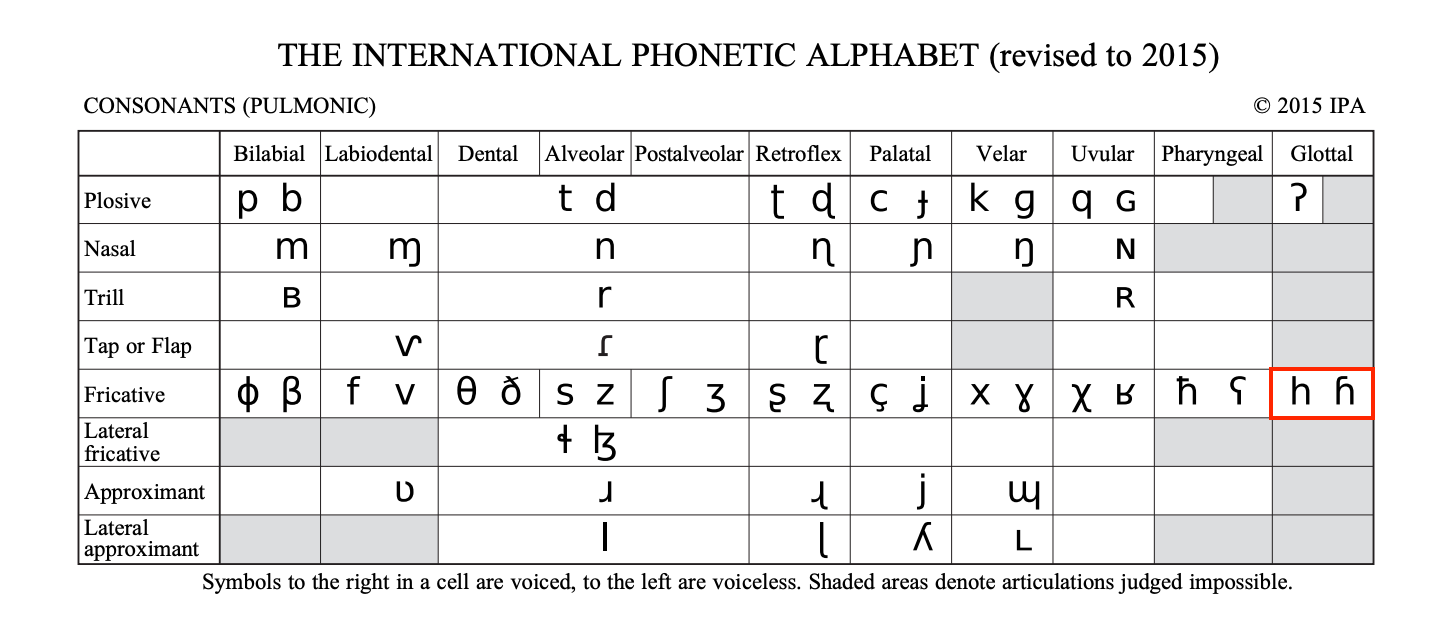 THE INTERNATIONAL PHONETIC ALPHABET (revised to 2015)
CONSONANTS (PULMONIC) © 2015 IPA
Bilabial Labiodental Dental Alveolar Postalveolar Retroflex Palatal Velar Uvular Pharyngeal Glottal
Plosive p b t d ʈ ɖ c ɟ k ɡ q ɢ ʔ
Nasal m ɱ n ɳ ɲ ŋ ɴ
Trill ʙ r ʀ
Tap or Flap ⱱ ɾ ɽ
Fricative ɸ β f v θ ð s z ʃ ʒ ʂ ʐ ç ʝ x ɣ χ ʁ ħ ʕ h ɦ
Lateral
fricative ɬ ɮ
Approximant ʋ ɹ ɻ j ɰ
Lateral
approximant l ɭ ʎ ʟ
Symbols to the right in a cell are voiced, to the left are voiceless. Shaded areas denote articulations judged impossible.